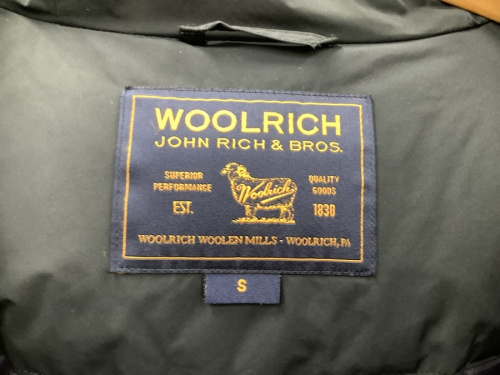 WOOLRICH
JOHN RICH & BROS.
SUPERIOR PERFORMANCE
QUALITY GOODS
Woolrich
EST. 1830
WOOLRICH WOOLEN MILLS - WOOLRICH, PA
S